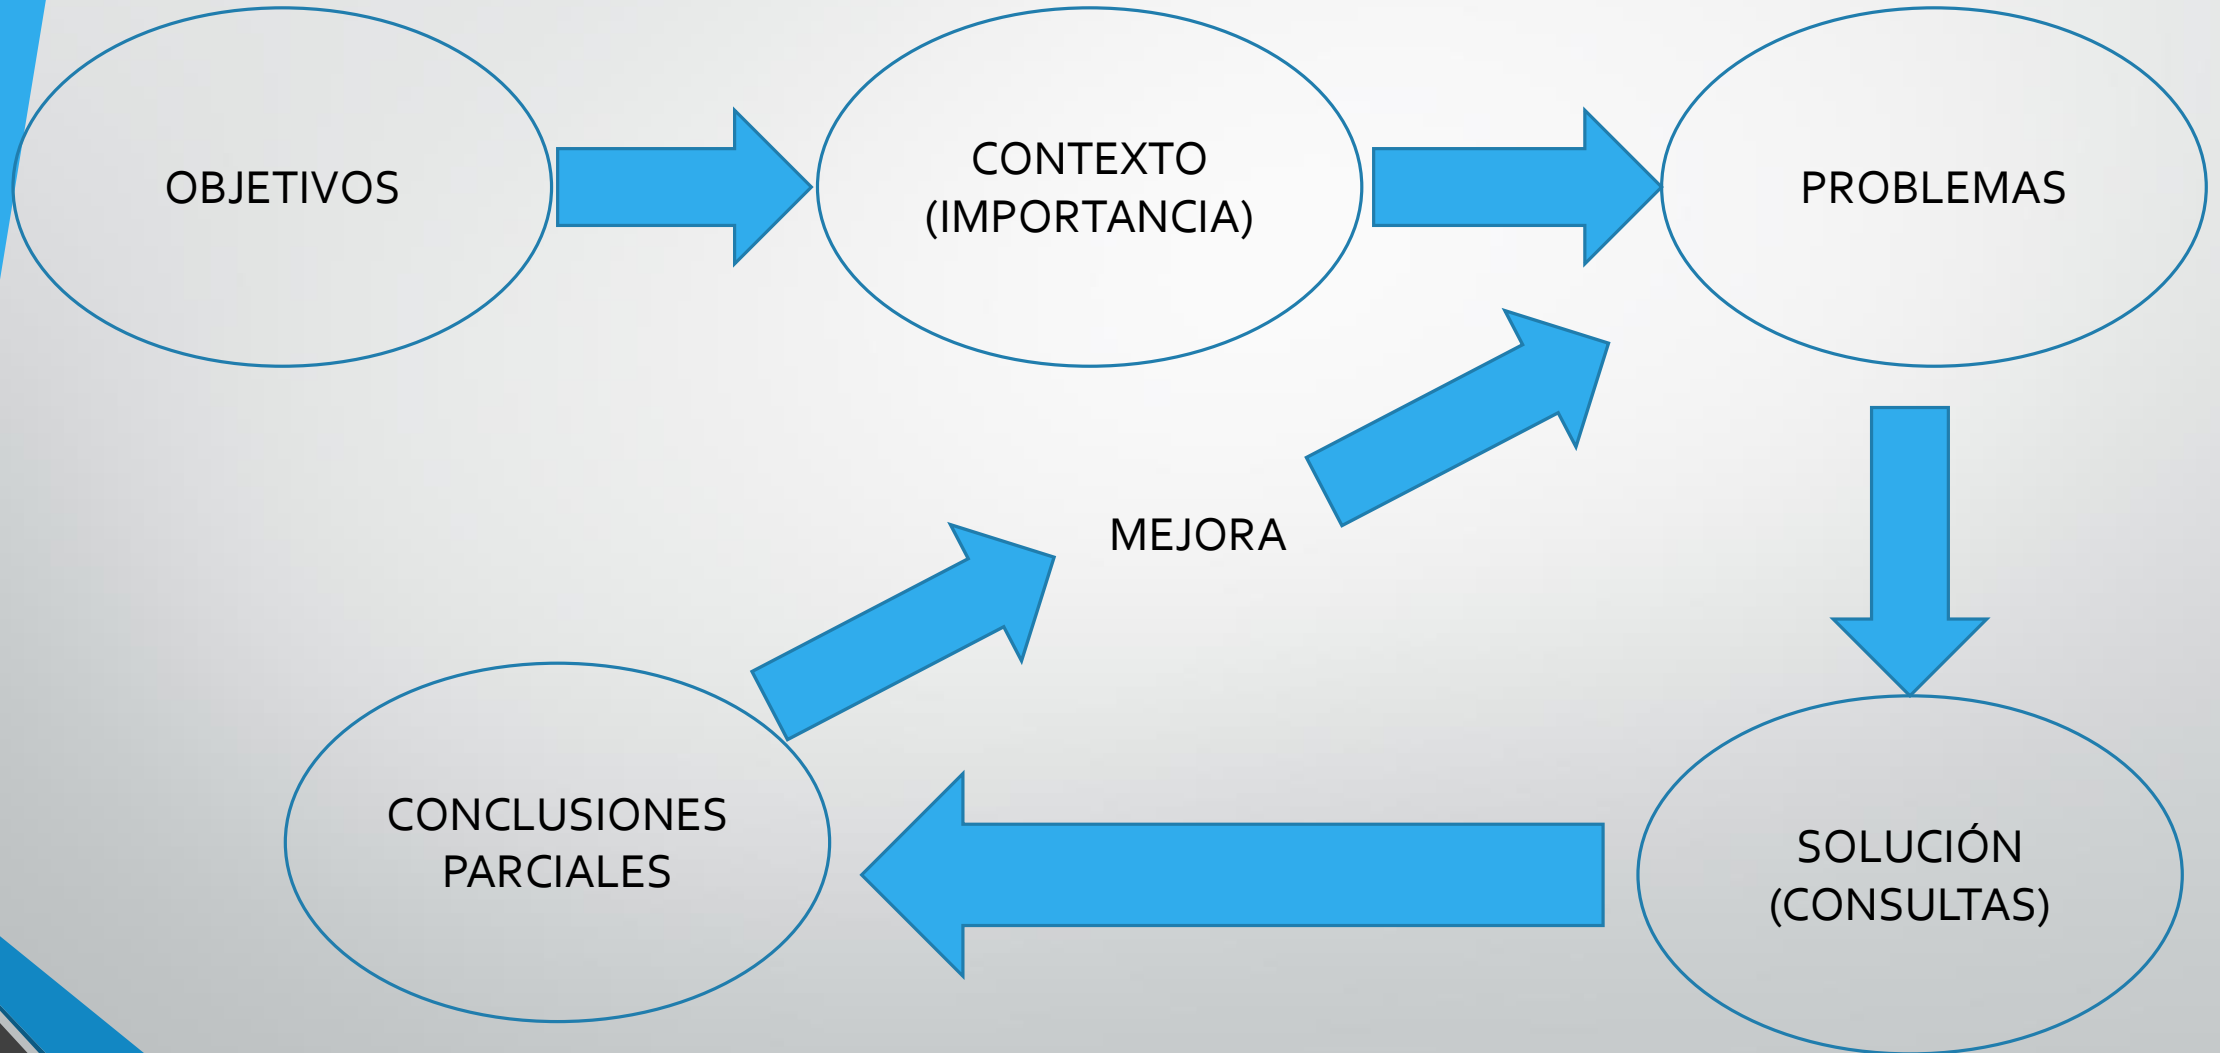 OBJETIVOS
CONTEXTO
(IMPORTANCIA)
PROBLEMAS
MEJORA
CONCLUSIONES
PARCIALES
SOLUCIÓN
(CONSULTAS)